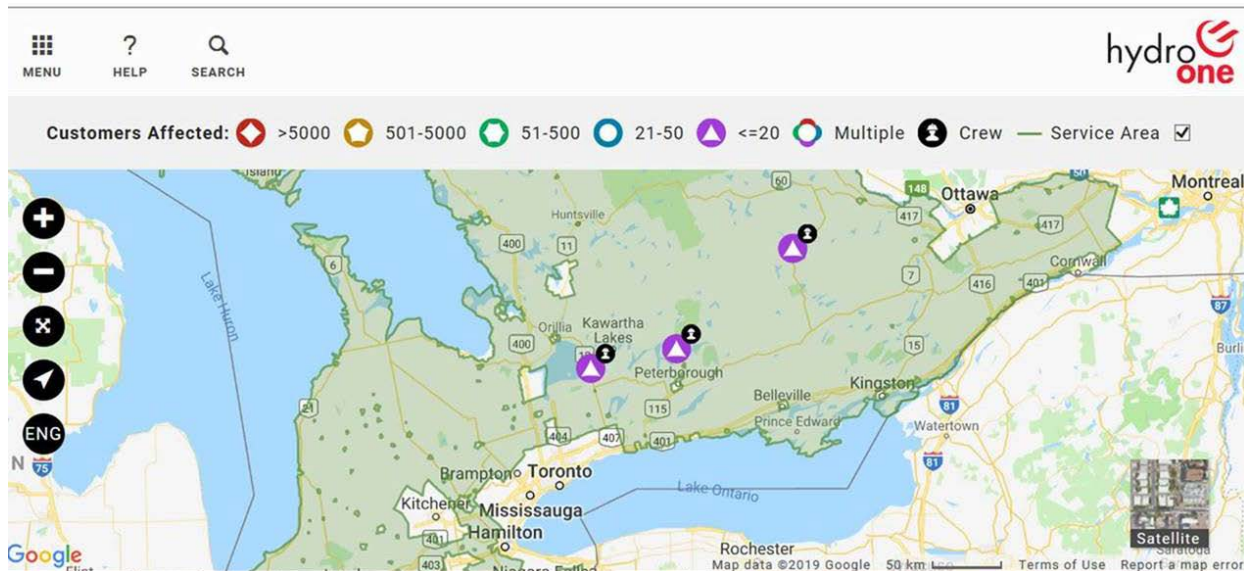 MENU
HELP
SEARCH
hydro
one
Customers Affected: >5000 501-5000 51-500 21-50 <=20 Multiple Crew Service Area
60
148
Ottawa
Montreal
Huntsville
417
417
400
11
6
Lake Huron
7
Cornwall
416
401
87
Orillia
Kawartha
Lakes
400
15
Peterborough
Kingston
21
115
Belleville
81
Prince Edward
Watertown
404
407
401
ENG
75
Brampton
Toronto
81
Lake Ontario
Kitchener
Mississauga
401
Hamilton
Satellite
Google
403
Rochester
Map data ©2019 Google 50 km Terms of Use Report a map error